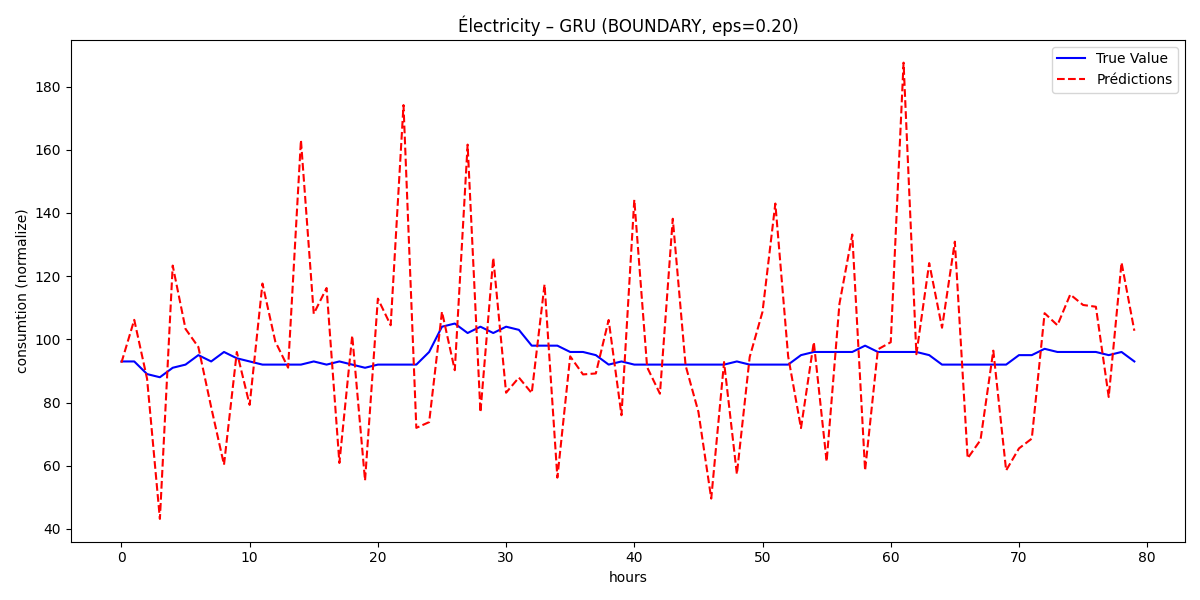 Électricity – GRU (BOUNDARY, eps=0.20)
True Value
Prédictions
consumtion (normalize)
180
160
140
120
100
80
60
40
0 10 20 30 40 50 60 70 80
hours